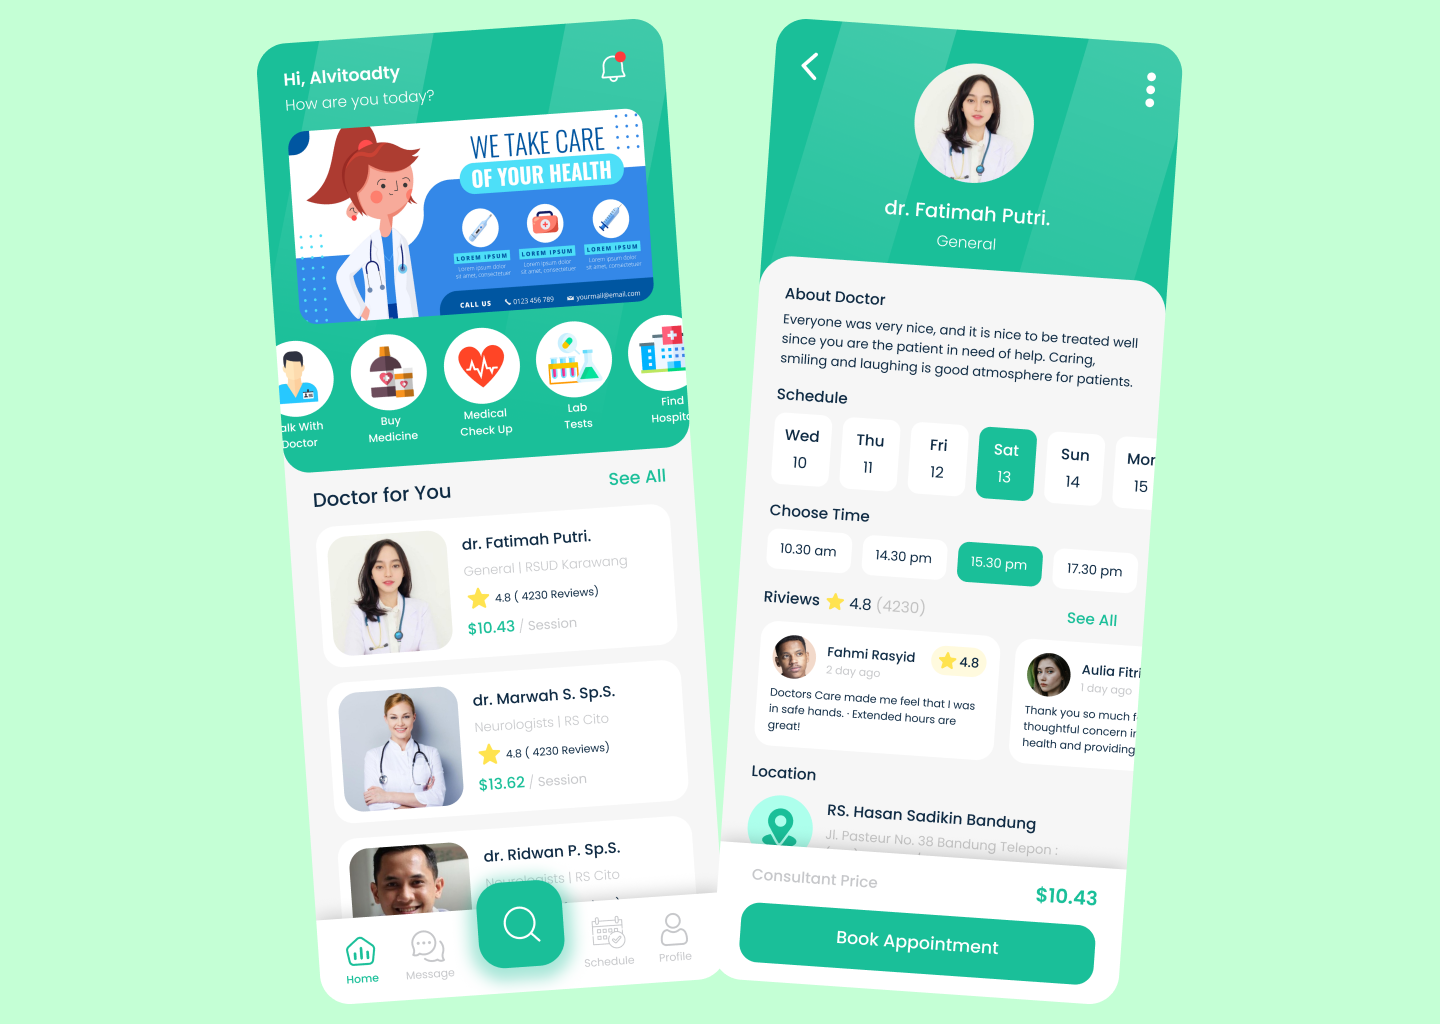 Hi, Alvitoadty
How are you today?
WE TAKE CARE
OF YOUR HEALTH
LOREM IPSUM
Lorem ipsum dolor
sit amet, consectetuer
LOREM IPSUM
Lorem ipsum dolor
sit amet, consectetuer
LOREM IPSUM
Lorem ipsum dolor
sit amet, consectetuer
CALL US
0123 456 789
yourmail@email.com
alk With
Doctor
Buy
Medicine
Medical
Check Up
Lab
Tests
Find
Hospita
Doctor for You
See All
dr. Fatimah Putri.
General | RSUD Karawang
4.8 ( 4230 Reviews)
$10.43 / Session
dr. Marwah S. Sp.S.
Neurologists | RS Cito
4.8 ( 4230 Reviews)
$13.62 / Session
dr. Ridwan P. Sp.S.
Neurologists | RS Cito
Home
Message
Schedule
Profile
dr. Fatimah Putri.
General
About Doctor
Everyone was very nice, and it is nice to be treated well
since you are the patient in need of help. Caring,
smiling and laughing is good atmosphere for patients.
Schedule
Wed
10
Thu
11
Fri
12
Sat
13
Sun
14
Mon
15
Choose Time
10.30 am
14.30 pm
15.30 pm
17.30 pm
Riviews 4.8 (4230)
See All
Fahmi Rasyid
2 day ago
4.8
Doctors Care made me feel that I was
in safe hands. · Extended hours are
great!
Aulia Fitri
1 day ago
Thank you so much f
thoughtful concern in
health and providing
Location
RS. Hasan Sadikin Bandung
Jl. Pasteur No. 38 Bandung Telepon :
Consultant Price
$10.43
Book Appointment